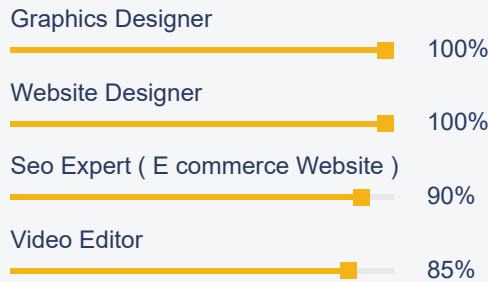 Graphics Designer
100%
Website Designer
100%
Seo Expert ( E commerce Website )
90%
Video Editor
85%